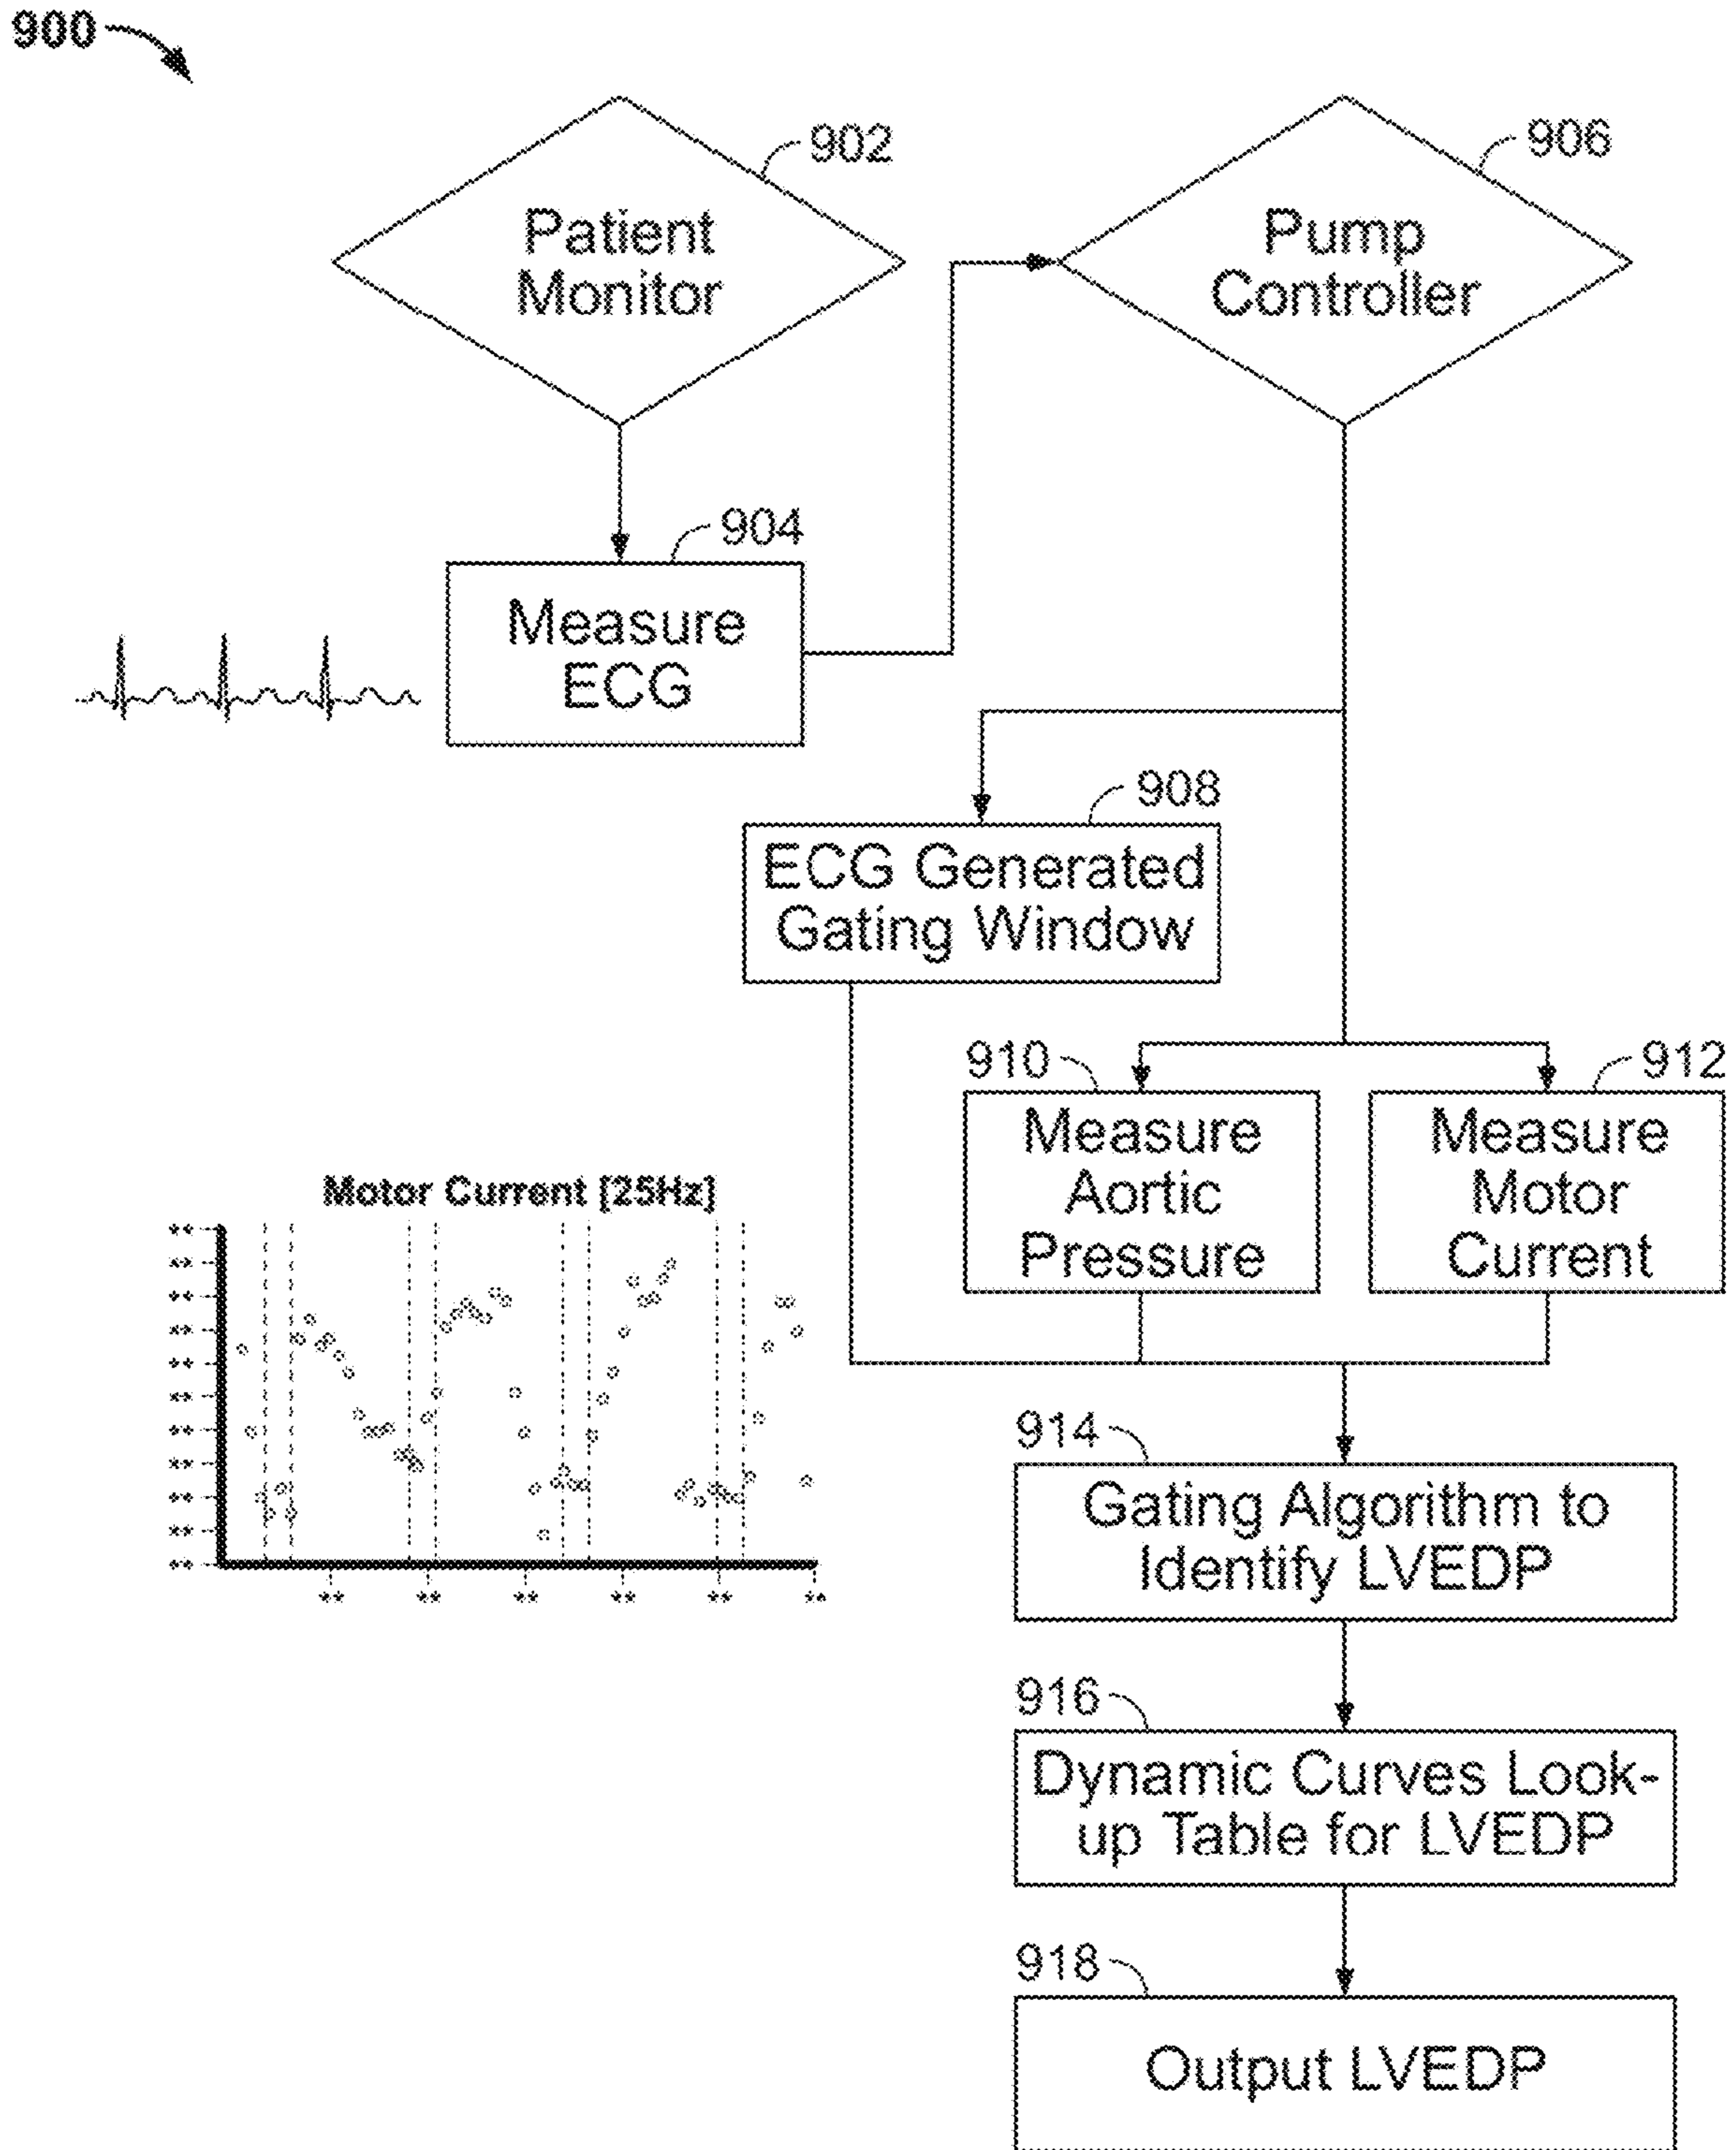 900
902
Patient
Monitor
906
Pump
Controller
904
Measure
ECG
908
ECG Generated
Gating Window
910
Measure
Aortic
Pressure
912
Measure
Motor
Current
Motor Current [25Hz]
914
Gating Algorithm to
Identify LVEDP
916
Dynamic Curves Look-
up Table for LVEDP
918
Output LVEDP